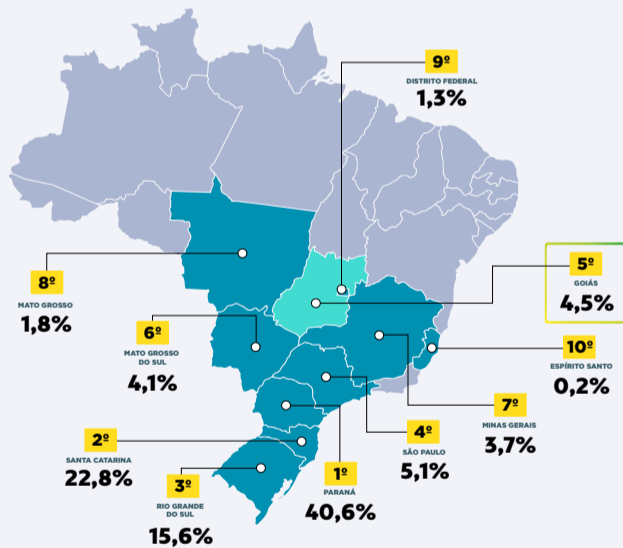 9º
DISTRITO FEDERAL
1,3%
5º
GOIÁS
4,5%
8º
MATO GROSSO
1,8%
6º
MATO GROSSO
DO SUL
4,1%
10º
ESPÍRITO SANTO
0,2%
7º
MINAS GERAIS
3,7%
4º
SÃO PAULO
5,1%
2º
SANTA CATARINA
22,8%
1º
PARANÁ
40,6%
3º
RIO GRANDE
DO SUL
15,6%